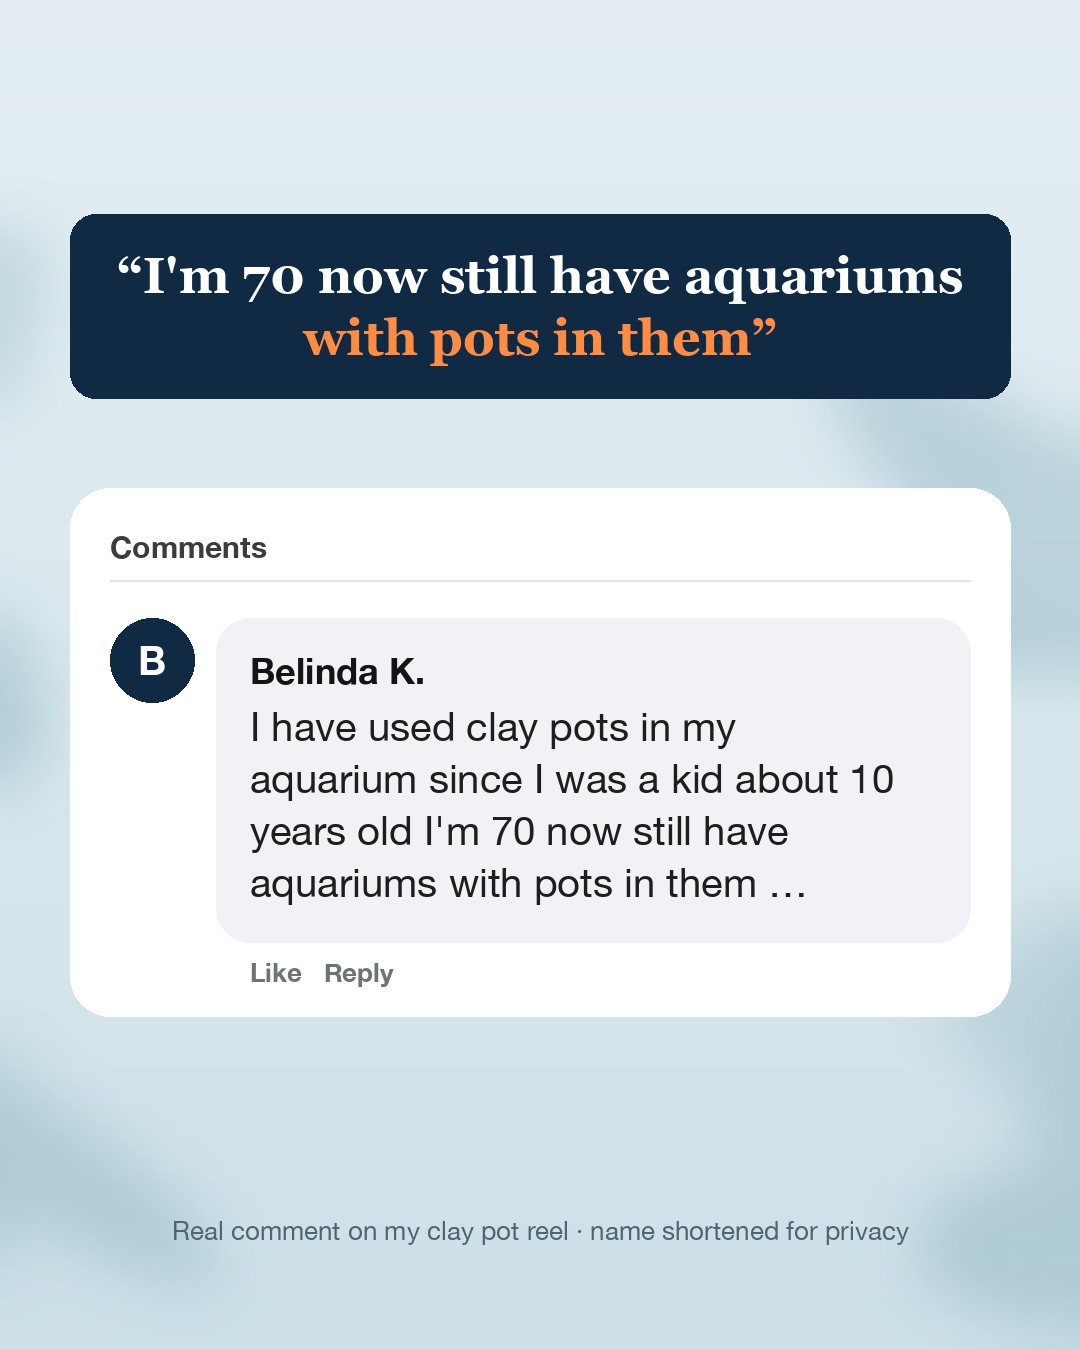 “I'm 70 now still have aquariums
with pots in them”
Comments
B
Belinda K.
I have used clay pots in my
aquarium since I was a kid about 10
years old I'm 70 now still have
aquariums with pots in them …
Like Reply
Real comment on my clay pot reel · name shortened for privacy